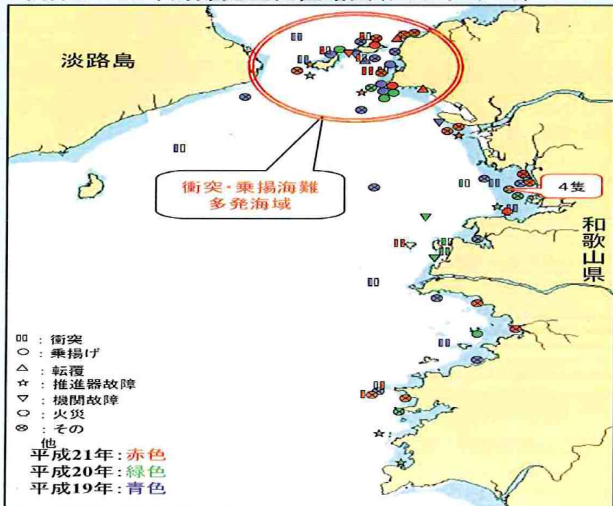 淡路島
衝突・乗揚海難
多発海域
4隻
和歌山県
：衝突
：乗揚げ
：転覆
：推進器故障
：機関故障
：火災
：その
他
平成21年：赤色
平成20年：緑色
平成19年：青色